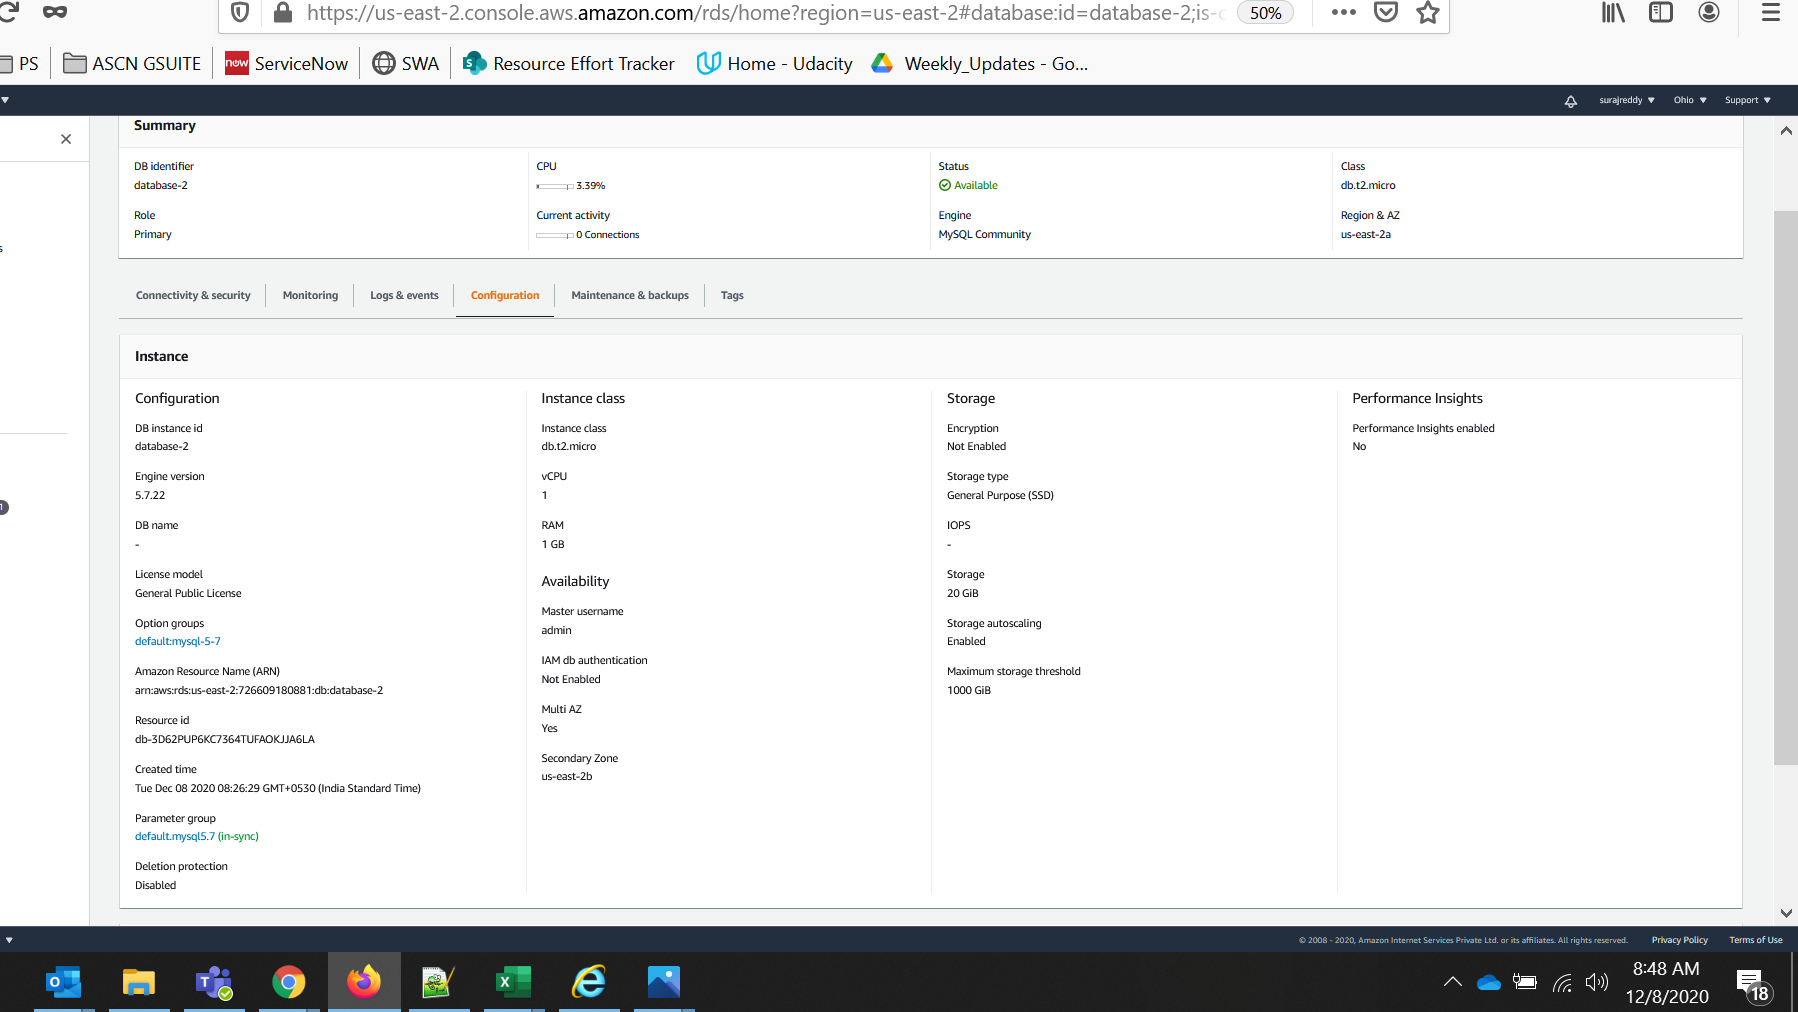 https://us-east-2.console.aws.amazon.com/rds/home?region=us-east-2#database:id=database-2;is-c
50%
PS
ASCN GSUITE
now ServiceNow
SWA
S Resource Effort Tracker
Home - Udacity
Weekly_Updates - Go...
surajreddy
Ohio
Support
Summary
DB identifier
database-2
CPU
3.39%
Status
Available
Class
db.t2.micro
Role
Primary
Current activity
0 Connections
Engine
MySQL Community
Region & AZ
us-east-2a
s
Connectivity & security
Monitoring
Logs & events
Configuration
Maintenance & backups
Tags
Instance
Configuration
DB instance id
database-2
Engine version
5.7.22
DB name
-
License model
General Public License
Option groups
default:mysql-5-7
Amazon Resource Name (ARN)
arn:aws:rds:us-east-2:726609180881:db:database-2
Resource id
db-3D62PUP6KC7364TUFAOKJJA6LA
Created time
Tue Dec 08 2020 08:26:29 GMT+0530 (India Standard Time)
Parameter group
default.mysql5.7 (in-sync)
Deletion protection
Disabled
Instance class
Instance class
db.t2.micro
vCPU
1
RAM
1 GB
Availability
Master username
admin
IAM db authentication
Not Enabled
Multi AZ
Yes
Secondary Zone
us-east-2b
Storage
Encryption
Not Enabled
Storage type
General Purpose (SSD)
IOPS
-
Storage
20 GiB
Storage autoscaling
Enabled
Maximum storage threshold
1000 GiB
Performance Insights
Performance Insights enabled
No
1
© 2008 - 2020, Amazon Internet Services Private Ltd. or its affiliates. All rights reserved.
Privacy Policy
Terms of Use
8:48 AM
12/8/2020
18